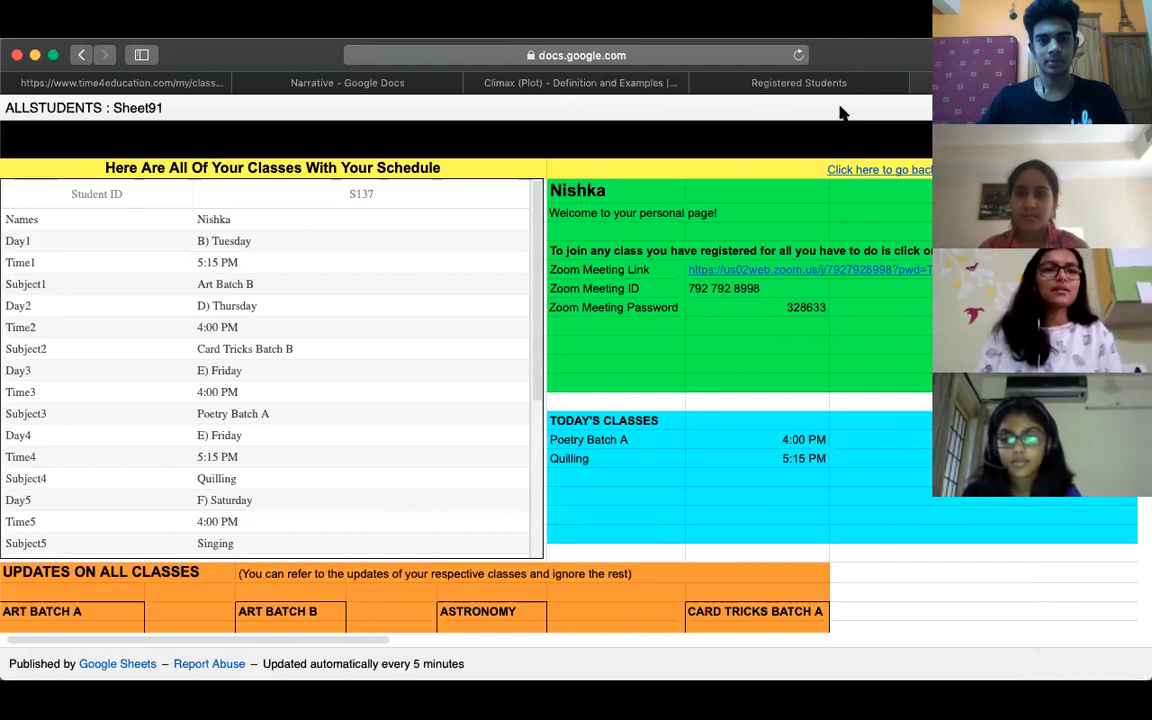 docs.google.com
https://www.time4education.com/my/class...
Narrative - Google Docs
Climax (Plot) - Definition and Examples |...
Registered Students
ALLSTUDENTS : Sheet91
Here Are All Of Your Classes With Your Schedule
Click here to go back
Student ID S137
Names Nishka
Day1 B) Tuesday
Time1 5:15 PM
Subject1 Art Batch B
Day2 D) Thursday
Time2 4:00 PM
Subject2 Card Tricks Batch B
Day3 E) Friday
Time3 4:00 PM
Subject3 Poetry Batch A
Day4 E) Friday
Time4 5:15 PM
Subject4 Quilling
Day5 F) Saturday
Time5 4:00 PM
Subject5 Singing
Nishka
Welcome to your personal page!
To join any class you have registered for all you have to do is click
Zoom Meeting Link https://us02web.zoom.us/j/7927928998?pwd=T
Zoom Meeting ID 792 792 8998
Zoom Meeting Password 328633
TODAY'S CLASSES
Poetry Batch A 4:00 PM
Quilling 5:15 PM
UPDATES ON ALL CLASSES (You can refer to the updates of your respective classes and ignore the rest)
ART BATCH A ART BATCH B ASTRONOMY CARD TRICKS BATCH A
Published by Google Sheets – Report Abuse – Updated automatically every 5 minutes